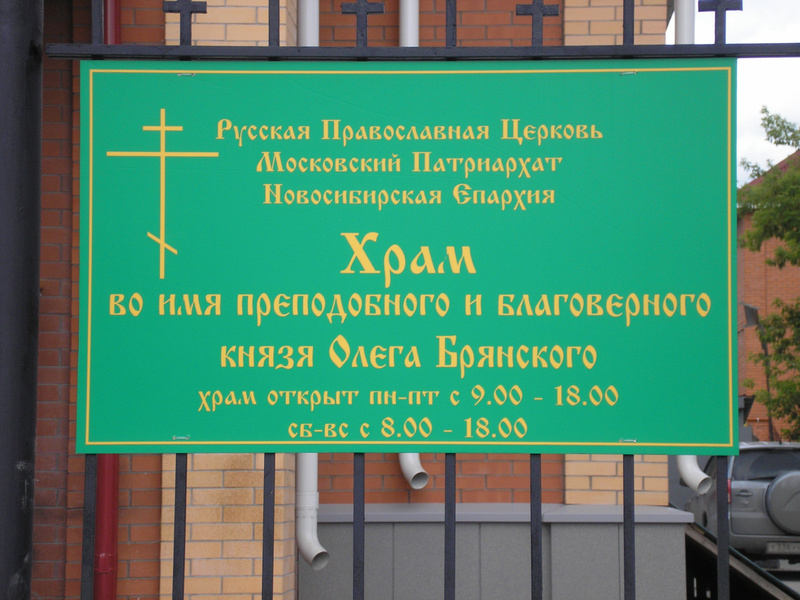 Русская Православная Церковь
Московский Патриархат
Новосибирская Епархия
Храм
во имя преподобного и благоверного
князя Олега Брянского
храм открыт пн-пт с 9.00 - 18.00
сб-вс с 8.00 - 18.00